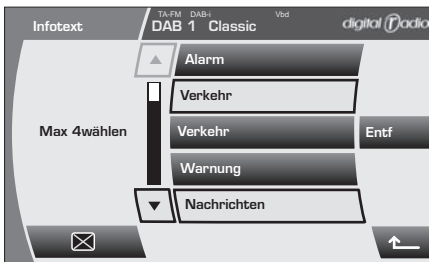 TA-FM DAB-i Vbd
Infotext DAB 1 Classic digital radio
Alarm
Verkehr
Max 4wählen Verkehr Entf
Warnung
Nachrichten